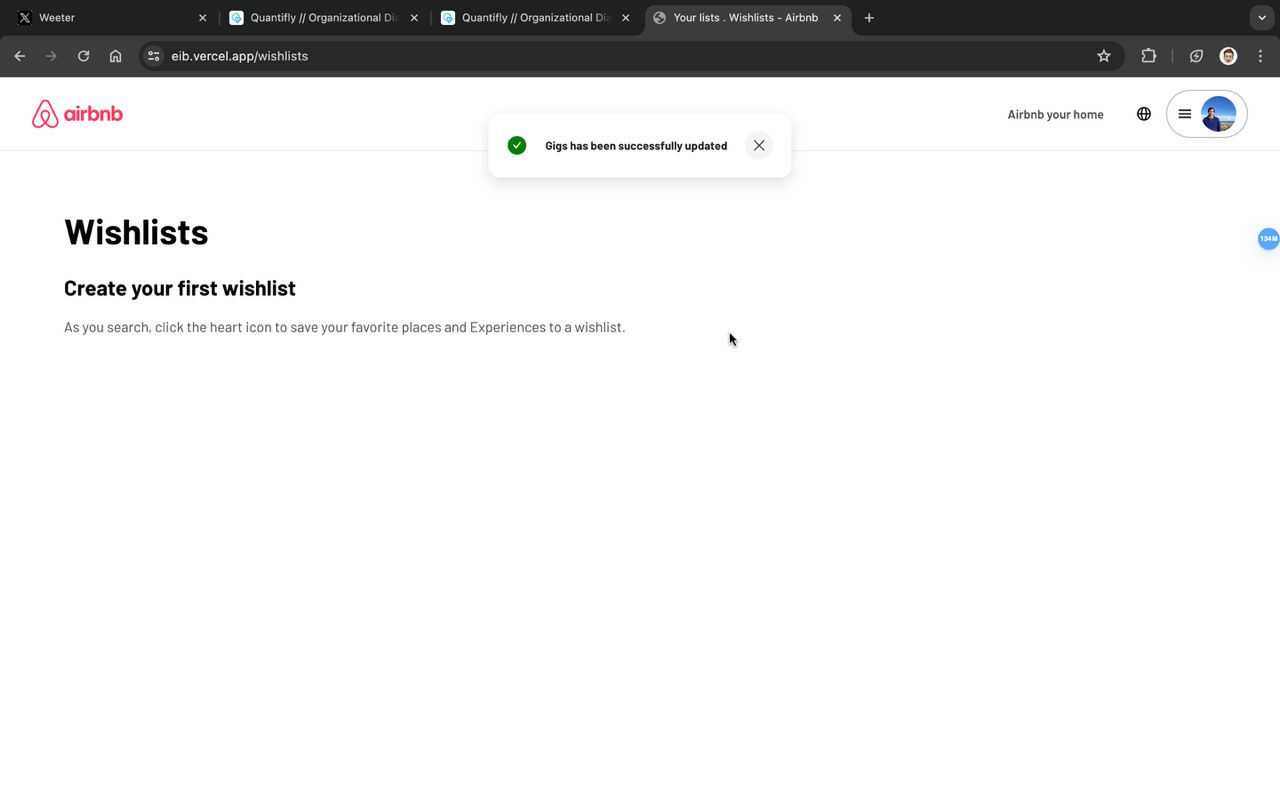 Weeter
Quantifly // Organizational Di
Quantifly // Organizational Di
Your lists . Wishlists - Airbnb
eib.vercel.app/wishlists
airbnb
Airbnb your home
Gigs has been successfully updated
Wishlists
134M
Create your first wishlist
As you search, click the heart icon to save your favorite places and Experiences to a wishlist.